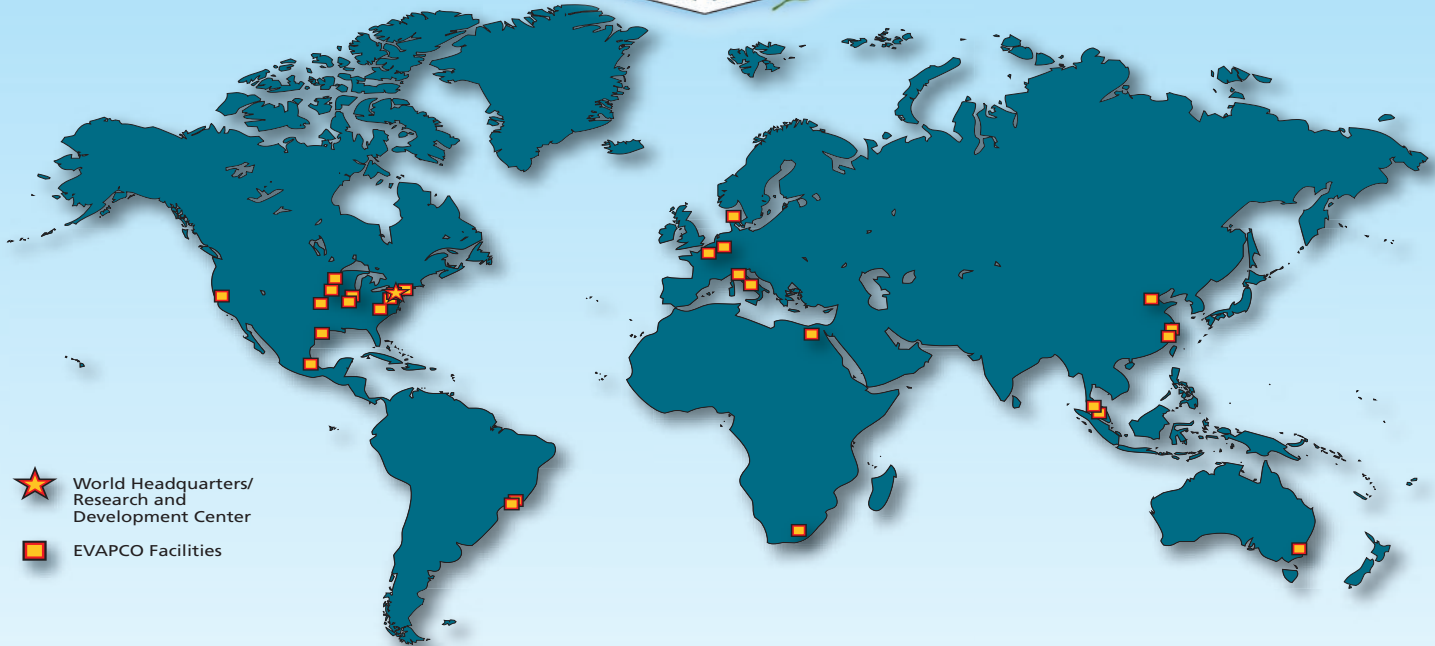 World Headquarters/
Research and
Development Center
EVAPCO Facilities